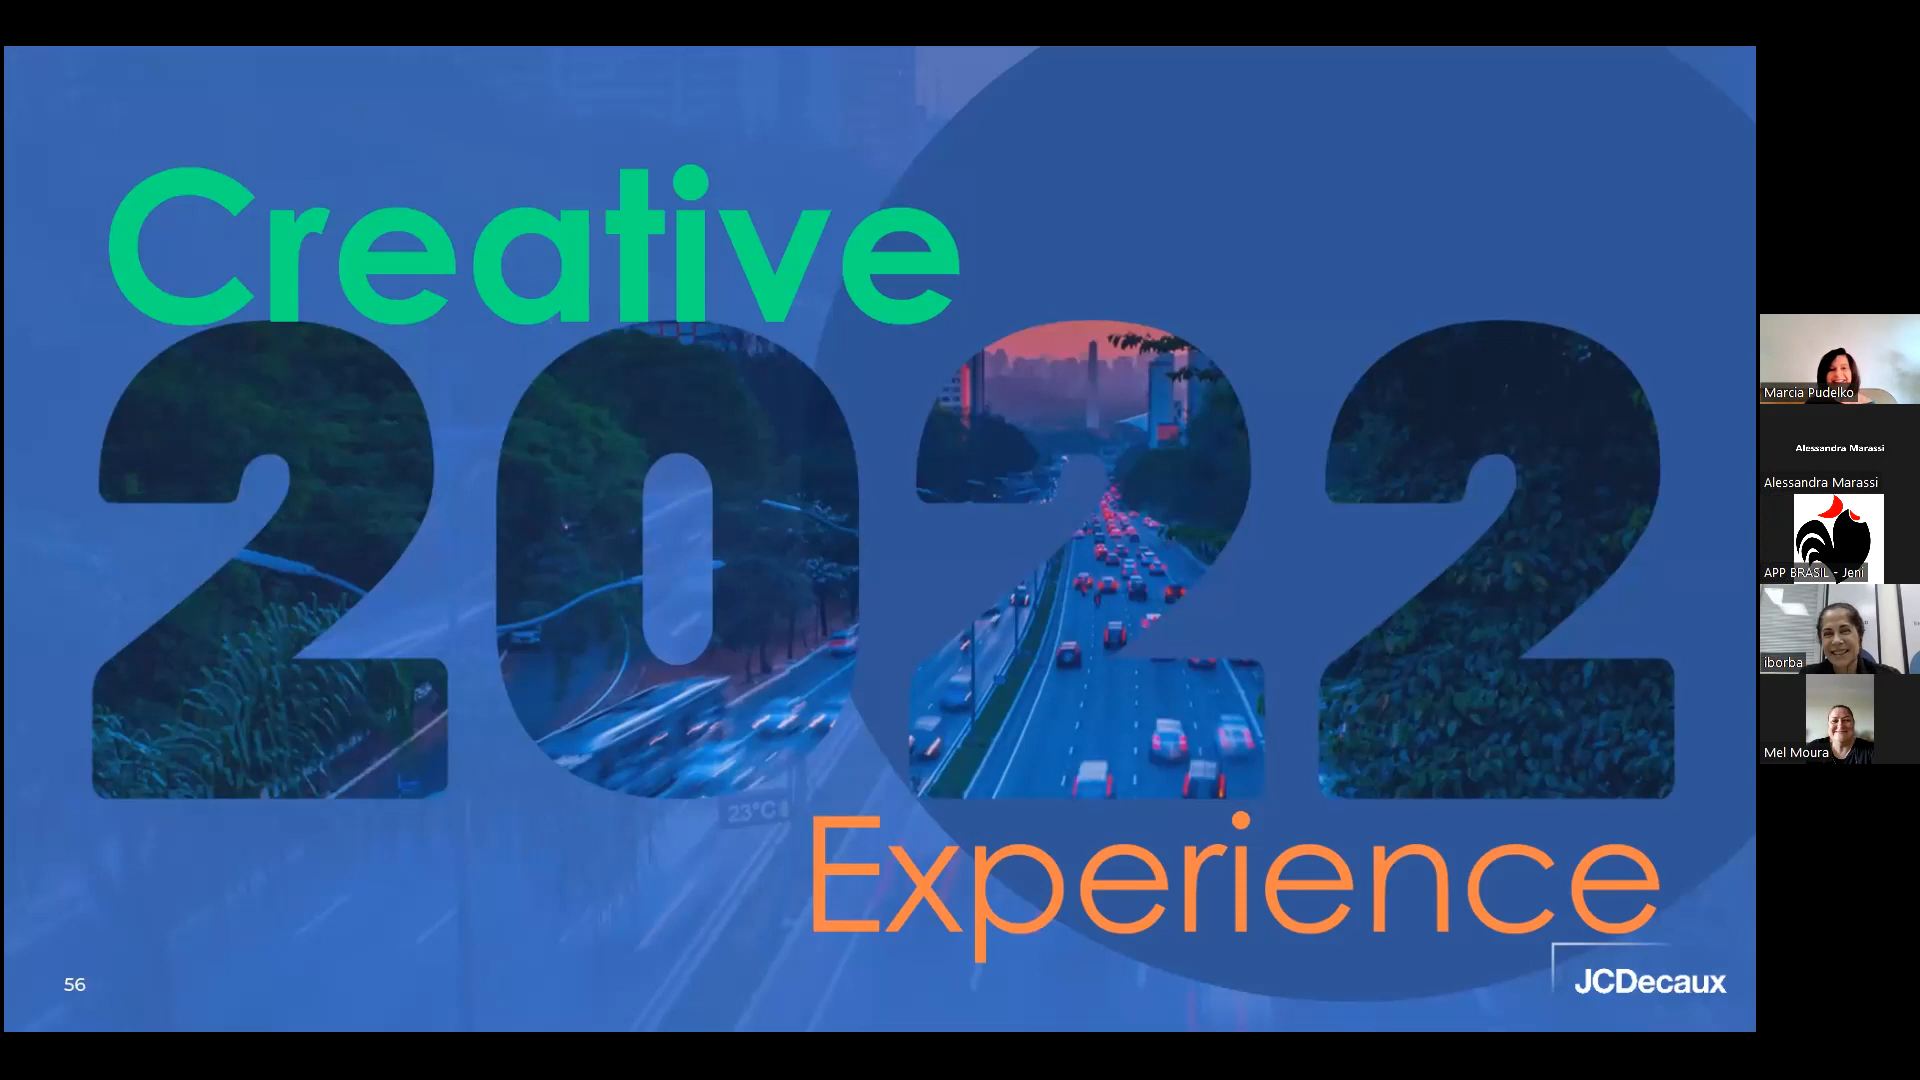 Creative
2022
23°C
Experience
56
JCDecaux
Marcia Pudelko
Alessandra Marassi
Alessandra Marassi
APP BRASIL - Jeni
iborba
Mel Moura